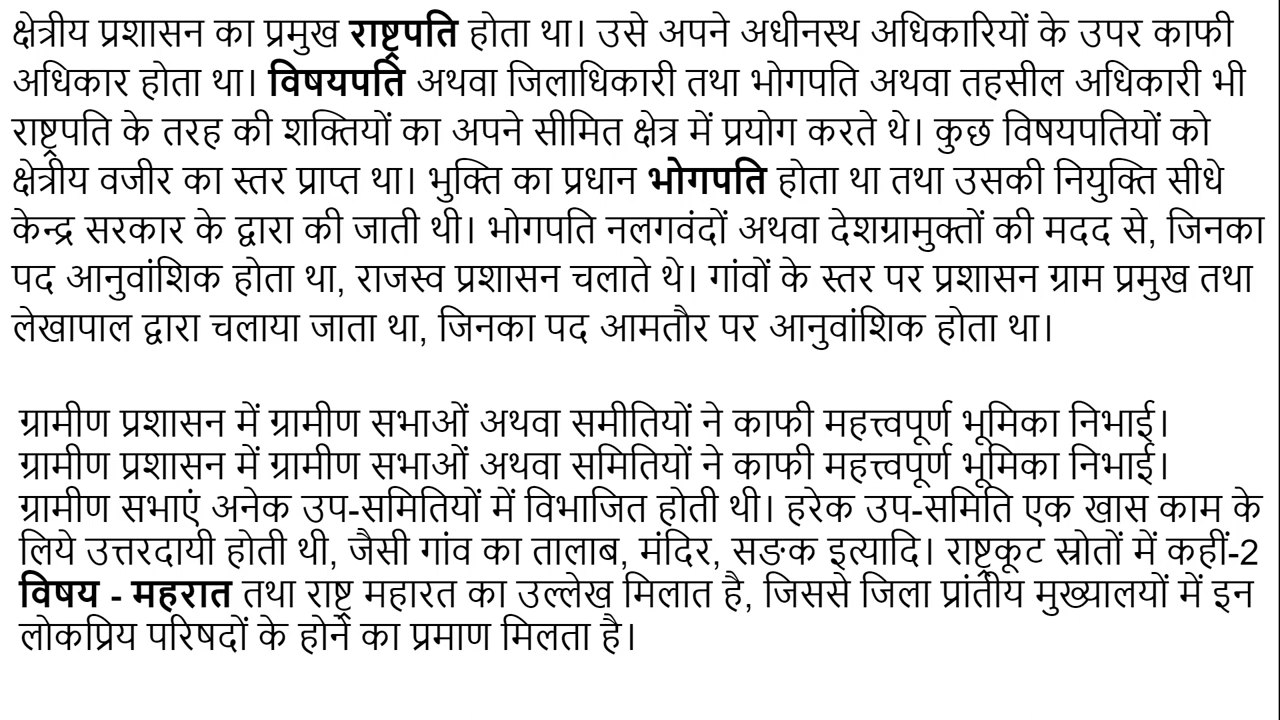 क्षेत्रीय प्रशासन का प्रमुख राष्ट्रपति होता था। उसे अपने अधीनस्थ अधिकारियों के उपर काफी
अधिकार होता था। विषयपति अथवा जिलाधिकारी तथा भोगपति अथवा तहसील अधिकारी भी
राष्ट्रपति के तरह की शक्तियों का अपने सीमित क्षेत्र में प्रयोग करते थे। कुछ विषयपतियों को
क्षेत्रीय वजीर का स्तर प्राप्त था। भुक्ति का प्रधान भोगपति होता था तथा उसकी नियुक्ति सीधे
केन्द्र सरकार के द्वारा की जाती थी। भोगपति नलगवंदों अथवा देशग्रामुक्तों की मदद से, जिनका
पद आनुवांशिक होता था, राजस्व प्रशासन चलाते थे। गांवों के स्तर पर प्रशासन ग्राम प्रमुख तथा
लेखापाल द्वारा चलाया जाता था, जिनका पद आमतौर पर आनुवांशिक होता था।
ग्रामीण प्रशासन में ग्रामीण सभाओं अथवा समीतियों ने काफी महत्त्वपूर्ण भूमिका निभाई।
ग्रामीण प्रशासन में ग्रामीण सभाओं अथवा समितियों ने काफी महत्त्वपूर्ण भूमिका निभाई।
ग्रामीण सभाएं अनेक उप-समितियों में विभाजित होती थी। हरेक उप-समिति एक खास काम के
लिये उत्तरदायी होती थी, जैसी गांव का तालाब, मंदिर, सङक इत्यादि। राष्ट्रकूट स्रोतों में कहीं-2
विषय - महरात तथा राष्ट्र महारत का उल्लेख मिलात है, जिससे जिला प्रांतीय मुख्यालयों में इन
लोकप्रिय परिषदों के होने का प्रमाण मिलता है।